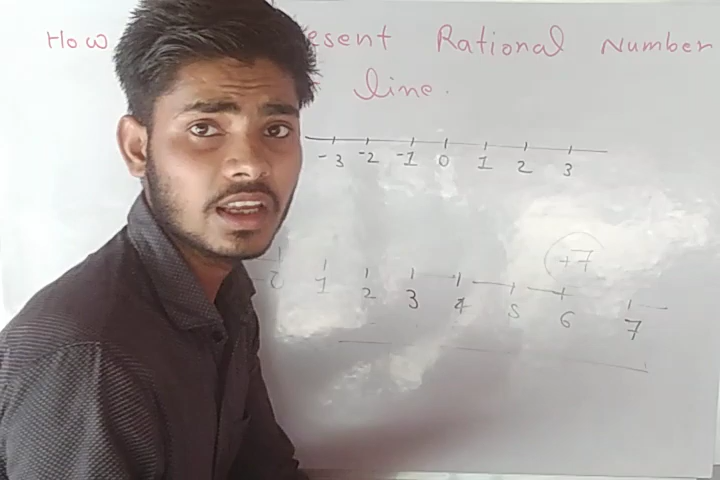 How esent Rational Number
line.
-3 -2 -1 0 1 2 3
+7
0 1 2 3 4 5 6 7